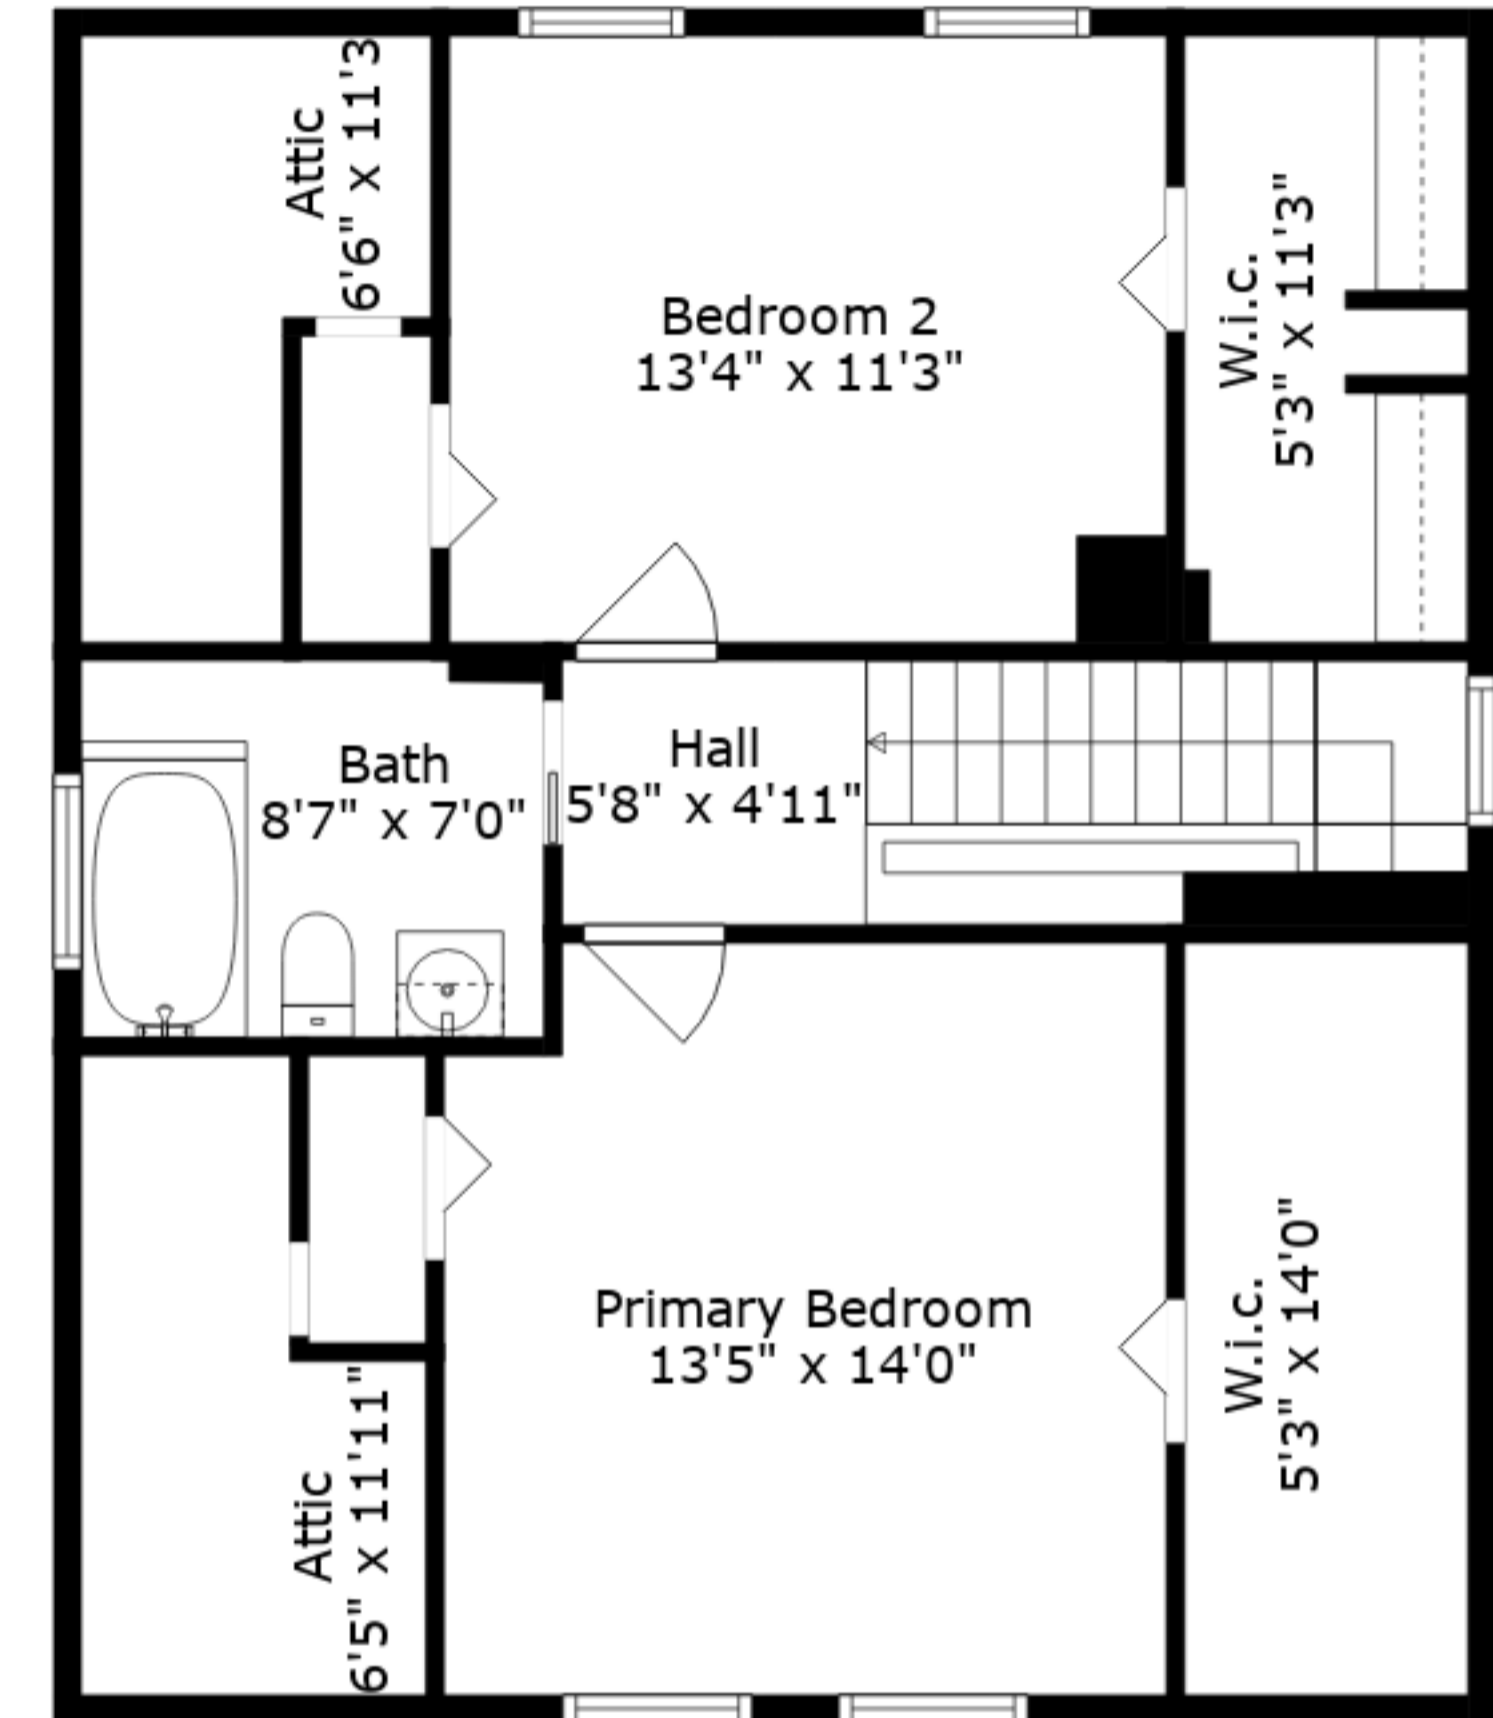 Attic
6'6" x 11'3
Bedroom 2
13'4" x 11'3"
W.i.c.
5'3" x 11'3"
Bath
8'7" x 7'0"
Hall
5'8" x 4'11"
Primary Bedroom
13'5" x 14'0"
W.i.c.
5'3" x 14'0"
Attic
6'5" x 11'11"